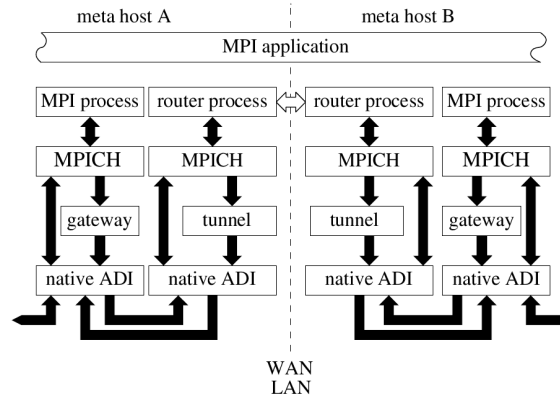 meta host A meta host B
MPI application
MPI process router process router process MPI process
MPICH MPICH MPICH MPICH
gateway tunnel tunnel gateway
native ADI native ADI native ADI native ADI
WAN
LAN